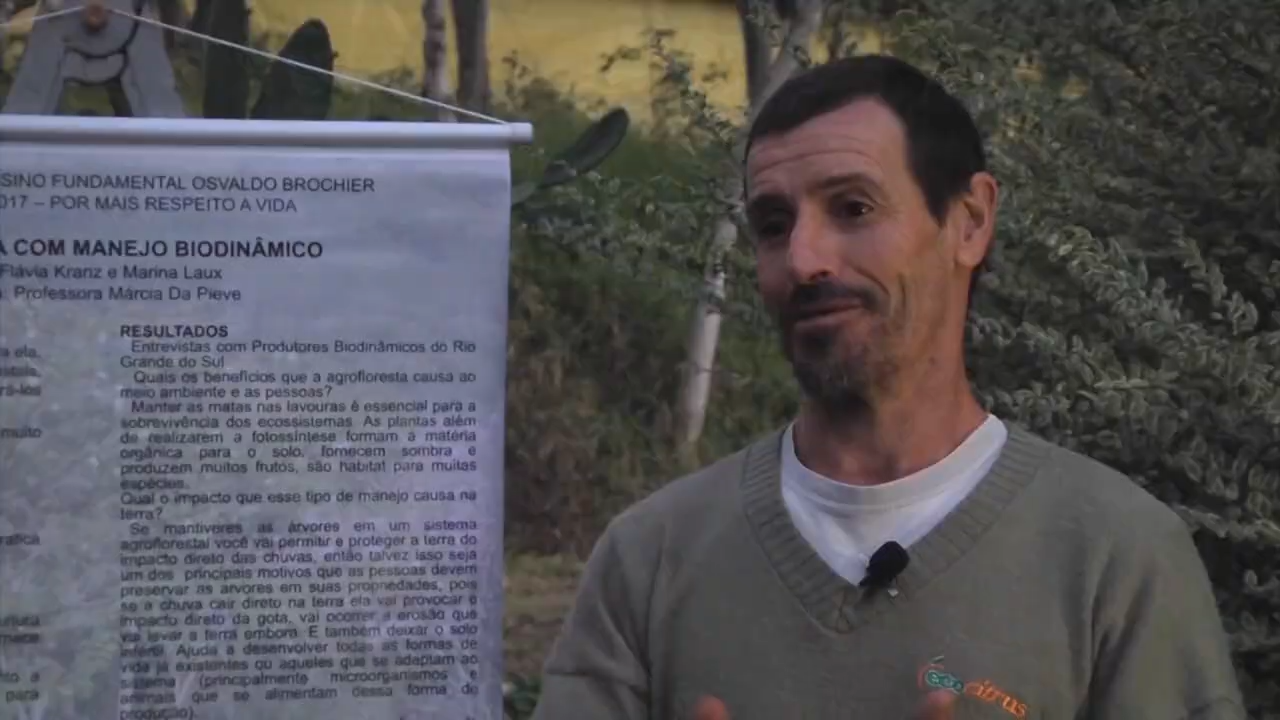 SINO FUNDAMENTAL OSVALDO BROCHIER
017 – POR MAIS RESPEITO A VIDA
A COM MANEJO BIODINÂMICO
Flávia Kranz e Marina Laux
Professora Márcia Da Pieve
a ela,
muito
para
RESULTADOS
Entrevistas com Produtores Biodinâmicos do Rio
Grande do Sul
Quais os benefícios que a agrofloresta causa ao
meio ambiente e as pessoas?
Manter as matas nas lavouras é essencial para a
sobrevivência dos ecossistemas. As plantas além
de realizarem a fotossíntese formam a matéria
orgânica para o solo, fornecem sombra e
produzem muitos frutos, são habitat para muitas
espécies.
Qual o impacto que esse tipo de manejo causa na
terra?
Se mantiveres as árvores em um sistema
agroflorestal você vai permitir e proteger a terra do
impacto direto das chuvas, então talvez isso seja
um dos principais motivos que as pessoas devem
preservar as arvores em suas propriedades, pois
se a chuva cair direto na terra ela vai provocar o
impacto direto da gota, vai ocorrer a erosão que
vai levar a terra embora. E também deixar o solo
infértil. Ajuda a desenvolver todas as formas de
vida já existentes ou aqueles que se adaptam ao
sistema (principalmente microorganismos e
animais que se alimentam dessa forma de
produção).
ecocitrus